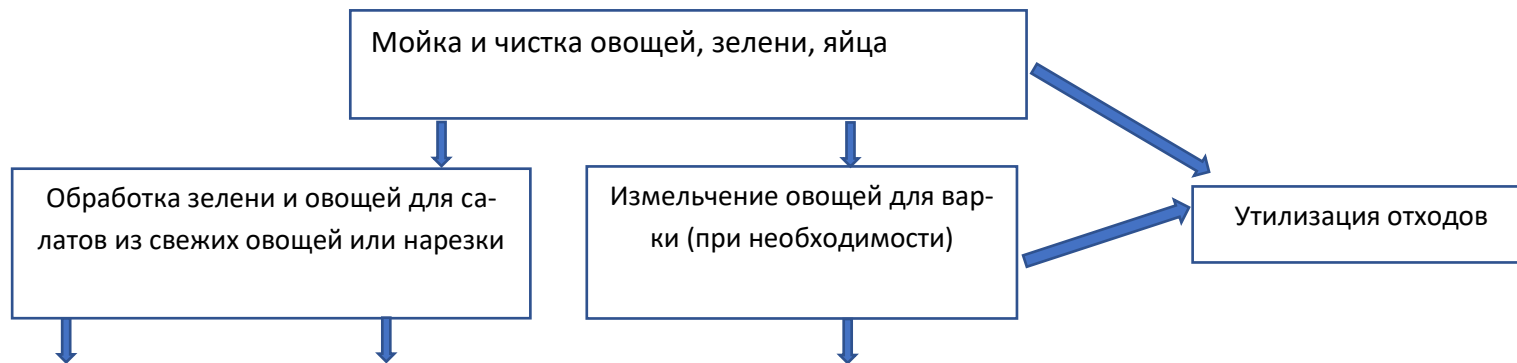 Мойка и чистка овощей, зелени, яйца
Обработка зелени и овощей для са-
латов из свежих овощей или нарезки
Измельчение овощей для вар-
ки (при необходимости)
Утилизация отходов